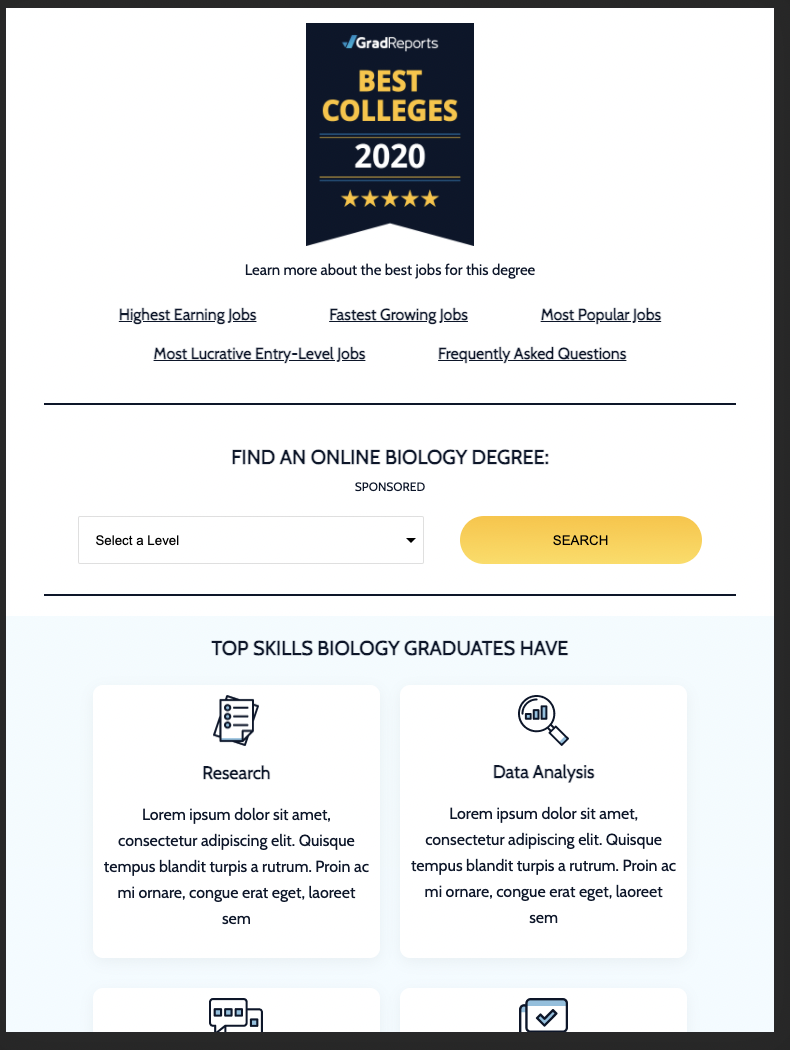 GradReports
BEST
COLLEGES
2020
Learn more about the best jobs for this degree
Highest Earning Jobs
Fastest Growing Jobs
Most Popular Jobs
Most Lucrative Entry-Level Jobs
Frequently Asked Questions
FIND AN ONLINE BIOLOGY DEGREE:
SPONSORED
Select a Level
SEARCH
TOP SKILLS BIOLOGY GRADUATES HAVE
Research
Lorem ipsum dolor sit amet,
consectetur adipiscing elit. Quisque
tempus blandit turpis a rutrum. Proin ac
mi ornare, congue erat eget, laoreet
sem
Data Analysis
Lorem ipsum dolor sit amet,
consectetur adipiscing elit. Quisque
tempus blandit turpis a rutrum. Proin ac
mi ornare, congue erat eget, laoreet
sem